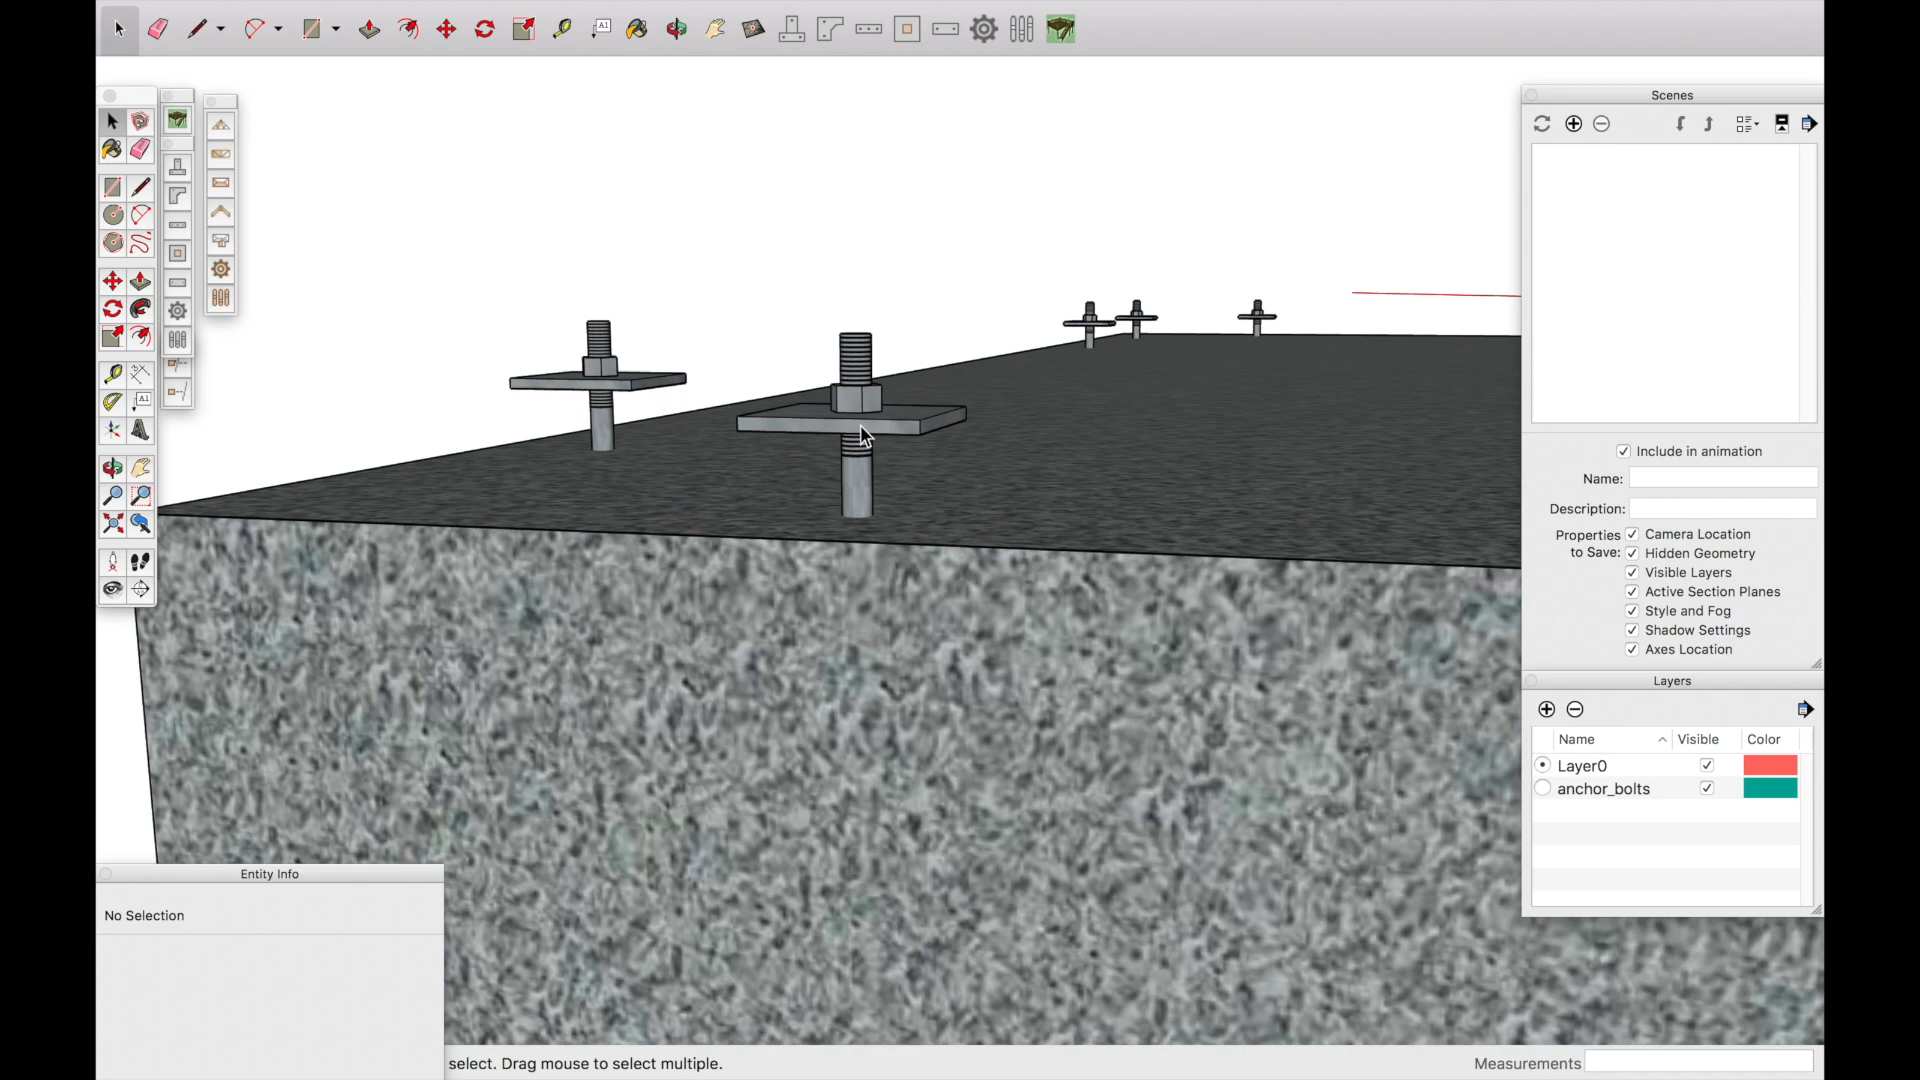 A1
Scenes
A1
Include in animation
Name:
Description:
Properties
to Save:
Camera Location
Hidden Geometry
Visible Layers
Active Section Planes
Style and Fog
Shadow Settings
Axes Location
Layers
Name
Visible
Color
Layer0
anchor_bolts
Entity Info
No Selection
select. Drag mouse to select multiple.
Measurements